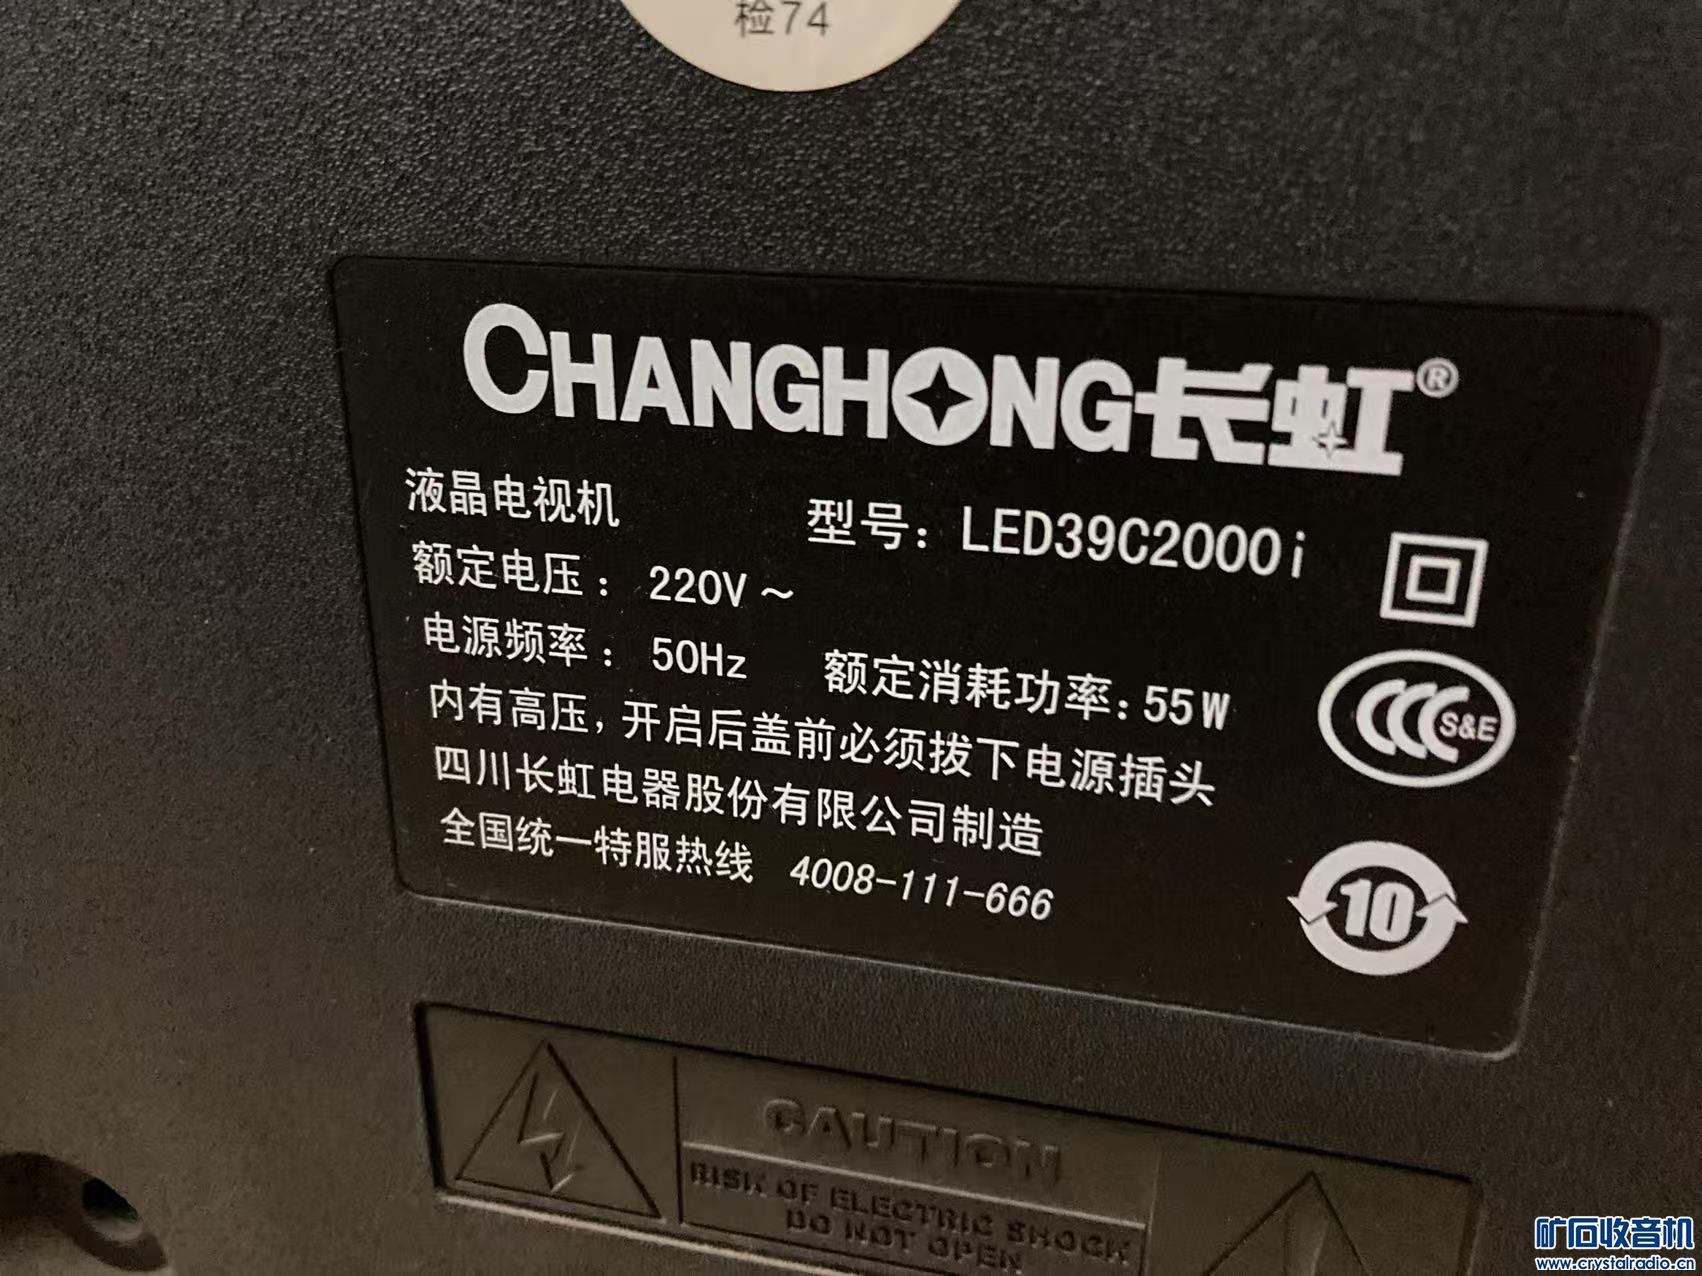 检74
CHANGHONG长虹®
液晶电视机 型号：LED39C2000i
额定电压：220V～
电源频率：50Hz 额定消耗功率：55W
内有高压，开启后盖前必须拔下电源插头
四川长虹电器股份有限公司制造
全国统一特服热线 4008-111-666
CCC S&E
10
CAUTION
RISK OF ELECTRIC SHOCK
DO NOT OPEN
矿石收音机
www.crystalradio.cn